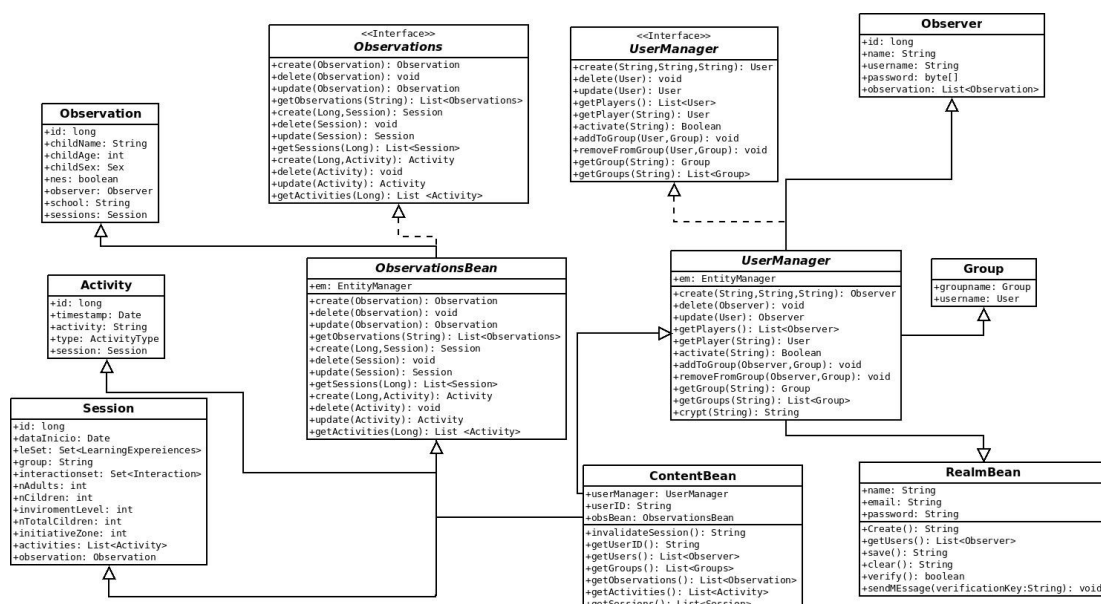 Observation
+id: long
+childName: String
+childAge: int
+childSex: Sex
+nes: boolean
+observer: Observer
+school: String
+sessions: Session
<<Interface>>
Observations
+create(Observation): Observation
+delete(Observation): void
+update(Observation): Observation
+getObservations(String): List<Observations>
+create(Long,Session): Session
+delete(Session): void
+update(Session): Session
+getSessions(Long): List<Session>
+create(Long,Activity): Activity
+delete(Activity): void
+update(Activity): Activity
+getActivities(Long): List <Activity>
<<Interface>>
UserManager
+create(String,String,String): User
+delete(User): void
+update(User): User
+getPlayers(): List<User>
+getPlayer(String): User
+activate(String): Boolean
+addToGroup(User,Group): void
+removeFromGroup(User,Group): void
+getGroup(String): Group
+getGroups(String): List<Group>
Observer
+id: long
+name: String
+username: String
+password: byte[]
+observation: List<Observation>
Activity
+id: long
+timestamp: Date
+activity: String
+type: ActivityType
+session: Session
ObservationsBean
+em: EntityManager
+create(Observation): Observation
+delete(Observation): void
+update(Observation): Observation
+getObservations(String): List<Observations>
+create(Long,Session): Session
+delete(Session): void
+update(Session): Session
+getSessions(Long): List<Session>
+create(Long,Activity): Activity
+delete(Activity): void
+update(Activity): Activity
+getActivities(Long): List <Activity>
UserManager
+em: EntityManager
+create(String,String,String): Observer
+delete(Observer): void
+update(User): Observer
+getPlayers(): List<Observer>
+getPlayer(String): User
+activate(String): Boolean
+addToGroup(Observer,Group): void
+removeFromGroup(Observer,Group): void
+getGroup(String): Group
+getGroups(String): List<Group>
+crypt(String): String
Group
+groupname: Group
+username: User
Session
+id: long
+dataInicio: Date
+leSet: Set<LearningExpereiences>
+group: String
+interactionset: Set<Interaction>
+nAdults: int
+nCildren: int
+inviromentLevel: int
+nTotalCildren: int
+initiativeZone: int
+activities: List<Activity>
+observation: Observation
ContentBean
+userManager: UserManager
+userID: String
+obsBean: ObservationsBean
+invalidateSession(): String
+getUserID(): String
+getUsers(): List<Observer>
+getGroups(): List<Groups>
+getObservations(): List<Observation>
+getActivities(): List<Activity>
+getSessions(): List<Session>
RealmBean
+name: String
+email: String
+password: String
+Create(): String
+getUsers(): List<Observer>
+save(): String
+clear(): String
+verify(): boolean
+sendMEssage(verificationKey:String): void